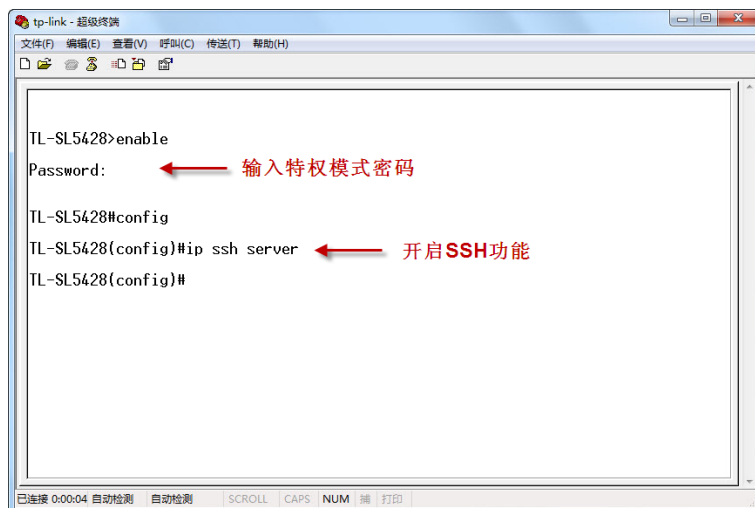 tp-link - 超级终端
文件(F) 编辑(E) 查看(V) 呼叫(C) 传送(T) 帮助(H)
TL-SL5428>enable
Password: 输入特权模式密码
TL-SL5428#config
TL-SL5428(config)#ip ssh server 开启SSH功能
TL-SL5428(config)#
已连接 0:00:04 自动检测 自动检测 SCROLL CAPS NUM 捕 打印